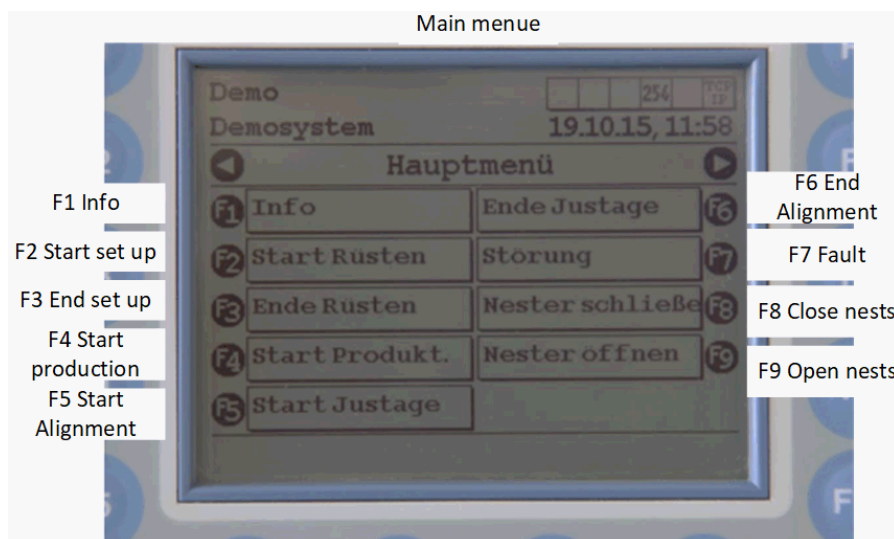 Main menue
Demo
254
TCP
IP
Demosystem
19.10.15, 11:58
Hauptmenü
F1 Info
F1
Info
Ende Justage
F6
F6 End
Alignment
F2 Start set up
F2
Start Rüsten
Störung
F7
F7 Fault
F3 End set up
F3
Ende Rüsten
Nester schließe
F8
F8 Close nests
F4 Start
production
F4
Start Produkt.
Nester öffnen
F9
F9 Open nests
F5 Start
Alignment
F5
Start Justage